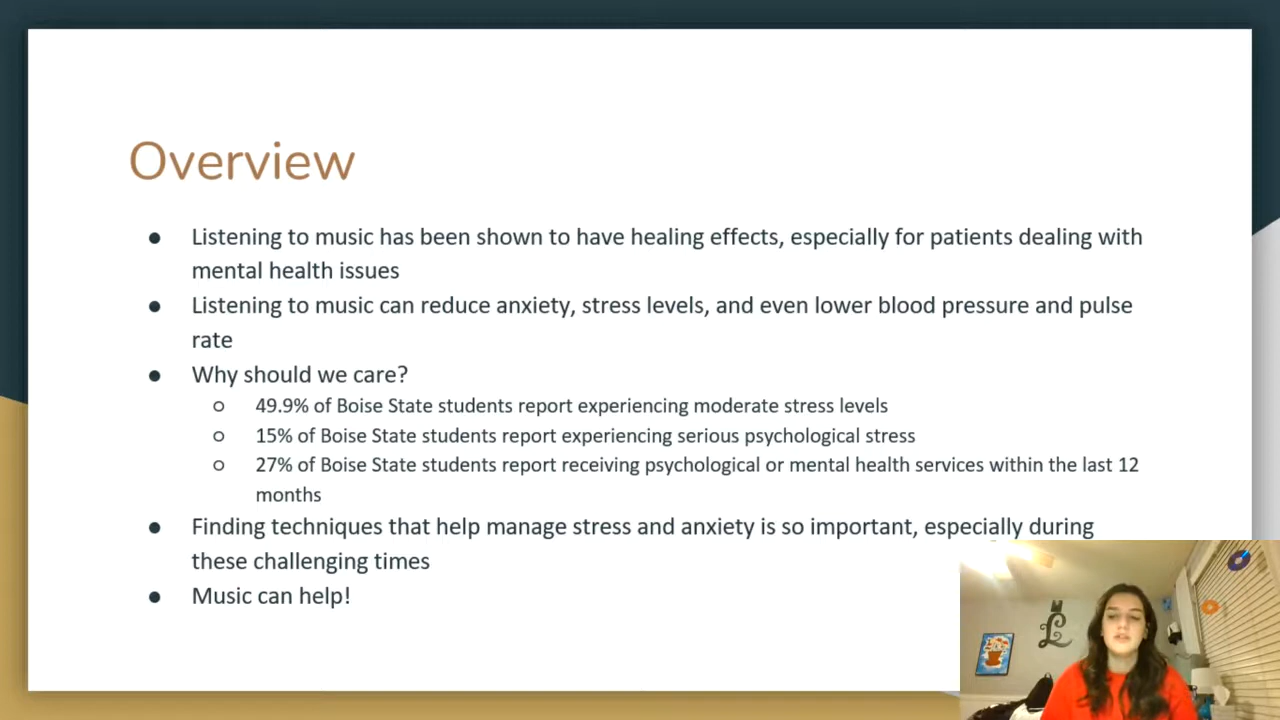 Overview
● Listening to music has been shown to have healing effects, especially for patients dealing with
mental health issues
● Listening to music can reduce anxiety, stress levels, and even lower blood pressure and pulse
rate
● Why should we care?
○ 49.9% of Boise State students report experiencing moderate stress levels
○ 15% of Boise State students report experiencing serious psychological stress
○ 27% of Boise State students report receiving psychological or mental health services within the last 12
months
● Finding techniques that help manage stress and anxiety is so important, especially during
these challenging times
● Music can help!
L